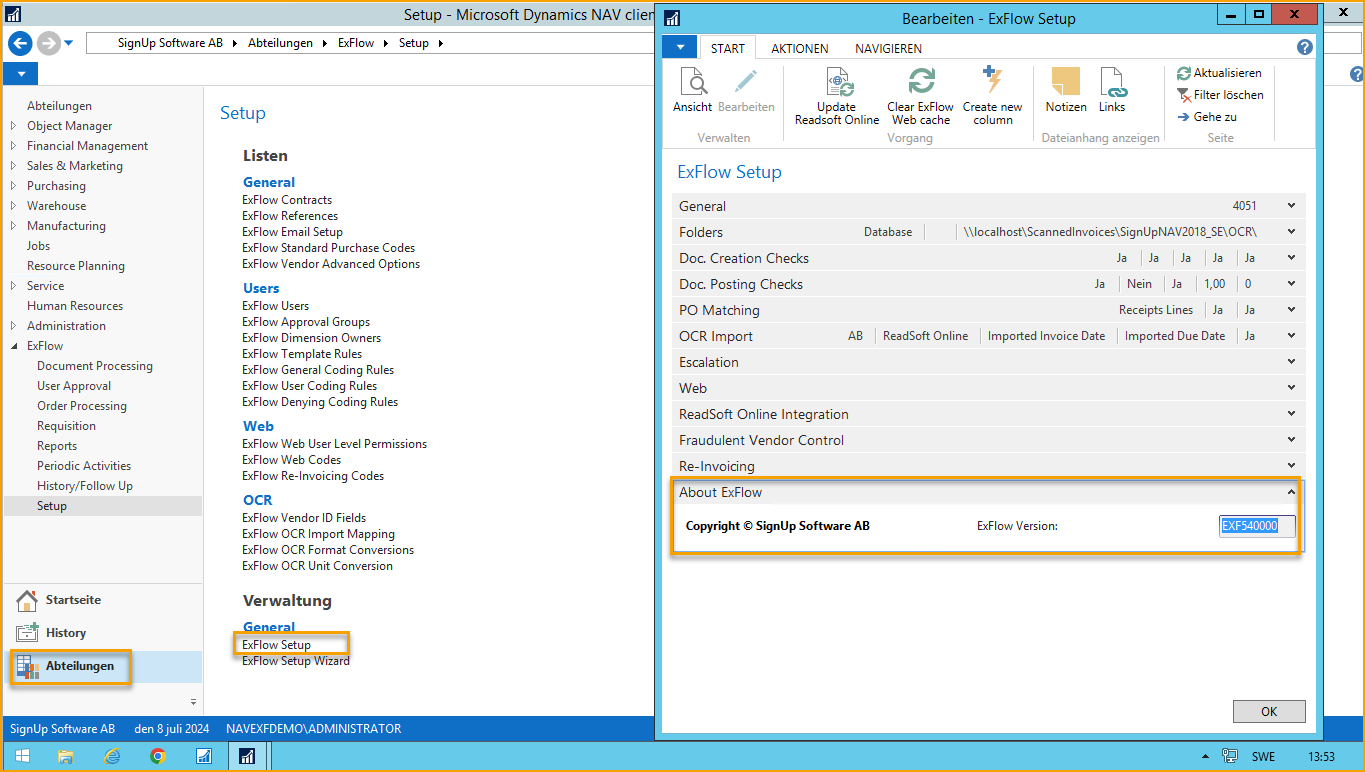 Setup - Microsoft Dynamics NAV clien
SignUp Software AB Abteilungen ExFlow Setup
Abteilungen
Object Manager
Financial Management
Sales & Marketing
Purchasing
Warehouse
Manufacturing
Jobs
Resource Planning
Service
Human Resources
Administration
ExFlow
Document Processing
User Approval
Order Processing
Requisition
Reports
Periodic Activities
History/Follow Up
Setup
Startseite
History
Abteilungen
Setup
Listen
General
ExFlow Contracts
ExFlow References
ExFlow Email Setup
ExFlow Standard Purchase Codes
ExFlow Vendor Advanced Options
Users
ExFlow Users
ExFlow Approval Groups
ExFlow Dimension Owners
ExFlow Template Rules
ExFlow General Coding Rules
ExFlow User Coding Rules
ExFlow Denying Coding Rules
Web
ExFlow Web User Level Permissions
ExFlow Web Codes
ExFlow Re-Invoicing Codes
OCR
ExFlow Vendor ID Fields
ExFlow OCR Import Mapping
ExFlow OCR Format Conversions
ExFlow OCR Unit Conversion
Verwaltung
General
ExFlow Setup
ExFlow Setup Wizard
Bearbeiten - ExFlow Setup
START AKTIONEN NAVIGIEREN
Ansicht
Bearbeiten
Verwalten
Update
Readsoft Online
Clear ExFlow
Web cache
Create new
column
Vorgang
Notizen
Links
Dateianhang anzeigen
Aktualisieren
Filter löschen
Gehe zu
Seite
ExFlow Setup
General 4051
Folders Database \\localhost\ScannedInvoices\SignUpNAV2018_SE\OCR\
Doc. Creation Checks Ja Ja Ja Ja Ja
Doc. Posting Checks Ja Nein Ja 1,00 0
PO Matching Receipts Lines Ja Ja
OCR Import AB ReadSoft Online Imported Invoice Date Imported Due Date Ja
Escalation
Web
ReadSoft Online Integration
Fraudulent Vendor Control
Re-Invoicing
About ExFlow
Copyright © SignUp Software AB ExFlow Version: EXF540000
OK
SignUp Software AB den 8 juli 2024 NAVEXFDEMO\ADMINISTRATOR
SWE 13:53